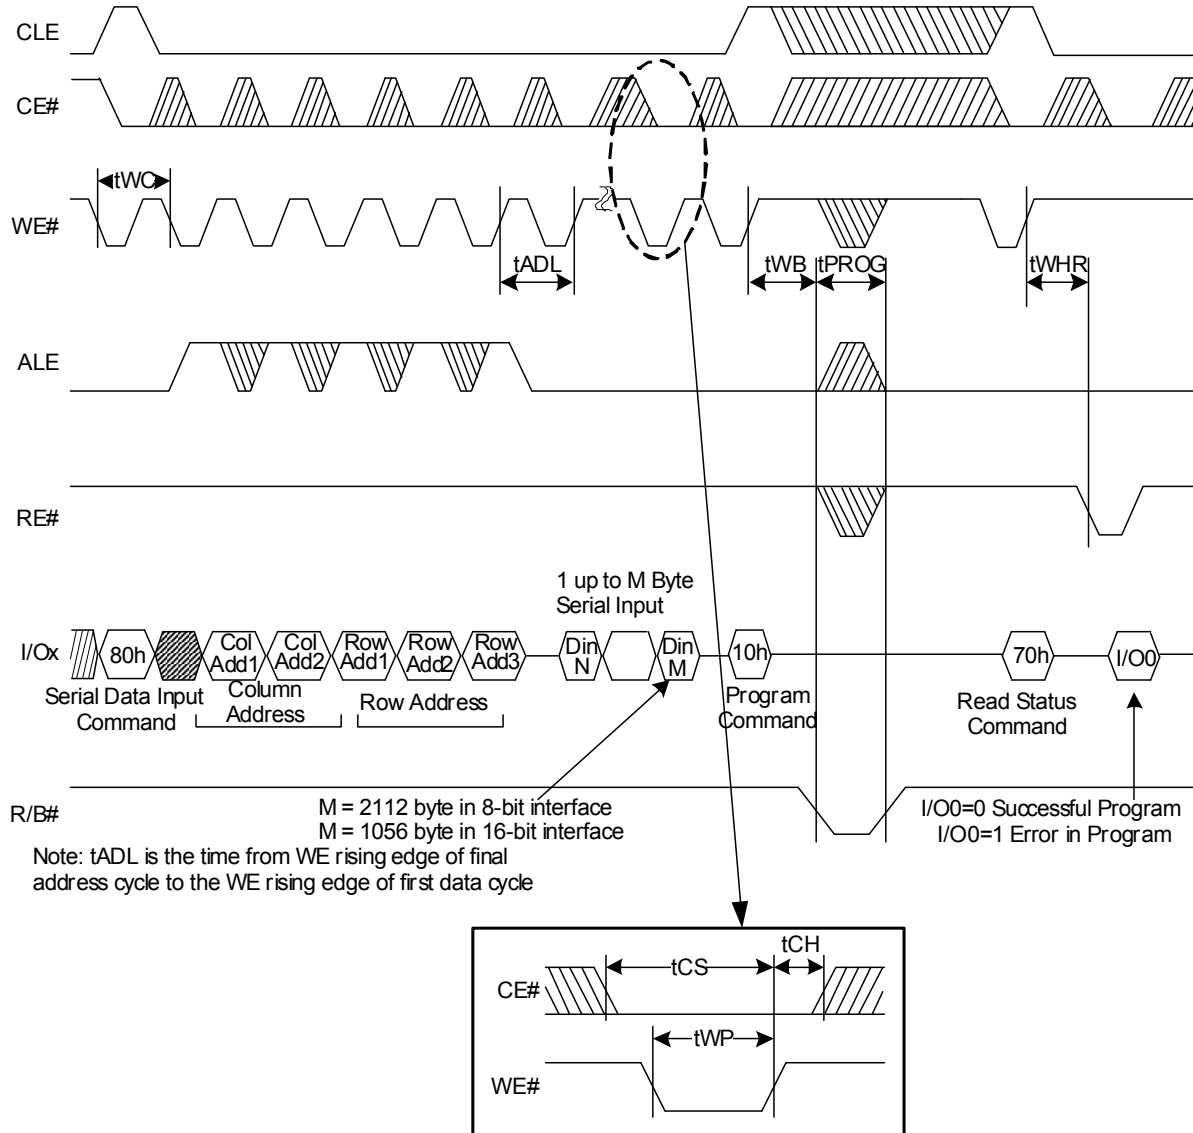 CLE
CE#
tWC
WE#
tADL
tWB
tPROG
tWHR
ALE
RE#
1 up to M Byte
Serial Input
I/Ox
80h
Col
Add1
Col
Add2
Row
Add1
Row
Add2
Row
Add3
Din
N
Din
M
10h
70h
I/O0
Serial Data Input
Command
Column
Address
Row Address
Program
Command
Read Status
Command
R/B#
M = 2112 byte in 8-bit interface
M = 1056 byte in 16-bit interface
I/O0=0 Successful Program
I/O0=1 Error in Program
Note: tADL is the time from WE rising edge of final
address cycle to the WE rising edge of first data cycle
tCH
tCS
CE#
tWP
WE#